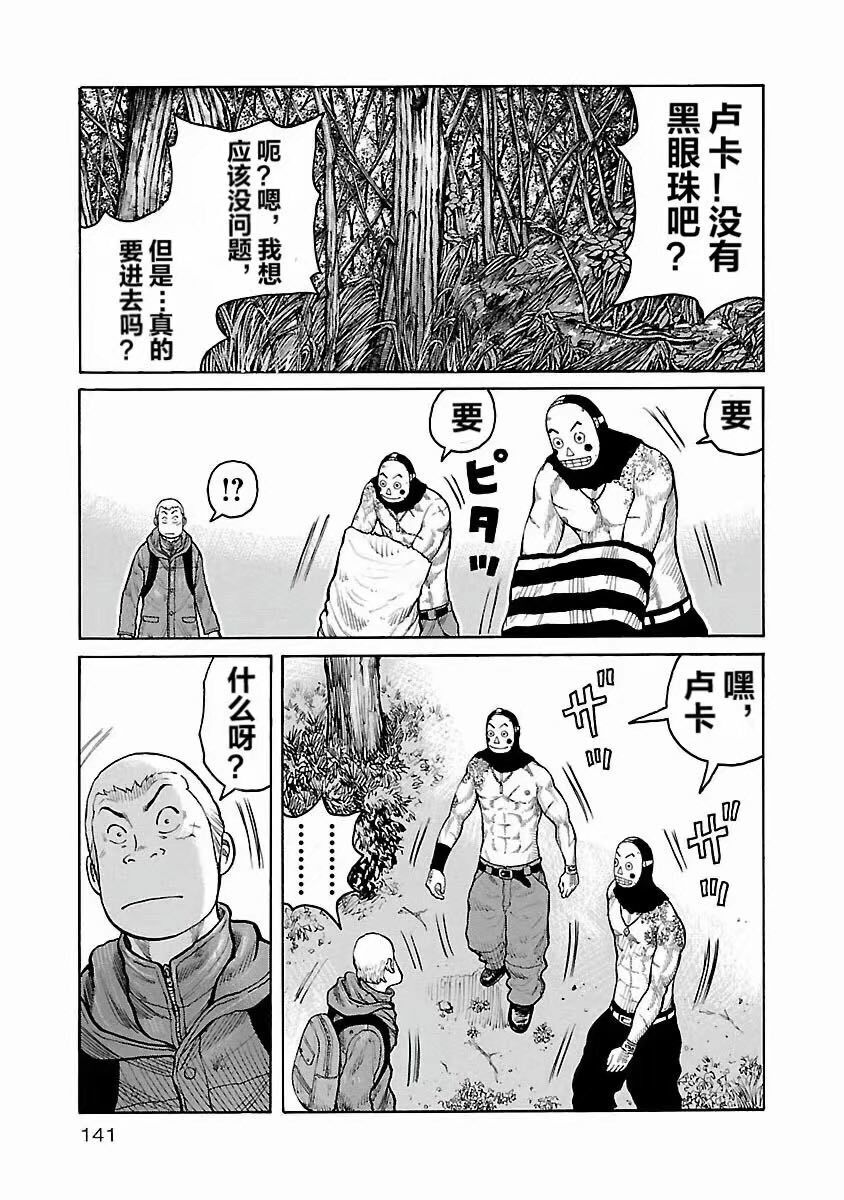 卢卡！没有
黑眼珠吧？
呃？嗯，我想
应该没问题，
但是…真的
要进去吗？
要
要
ピタッ
!?
嘿，
卢卡
ザッ
ザッ
………
什么呀？
141